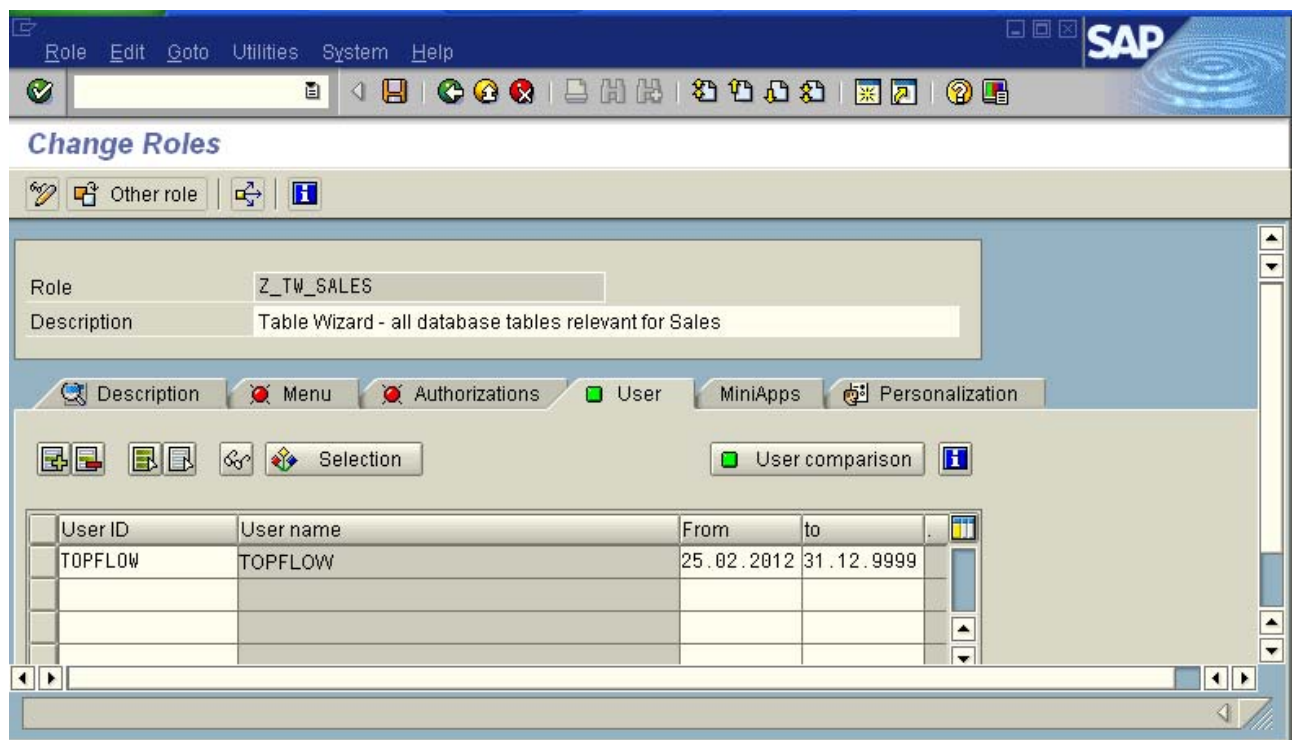 Role Edit Goto Utilities System Help
SAP
Change Roles
Other role
Role Z_TW_SALES
Description Table Wizard - all database tables relevant for Sales
Description Menu Authorizations User MiniApps Personalization
Selection User comparison
User ID User name From to .
TOPFLOW TOPFLOW 25.02.2012 31.12.9999